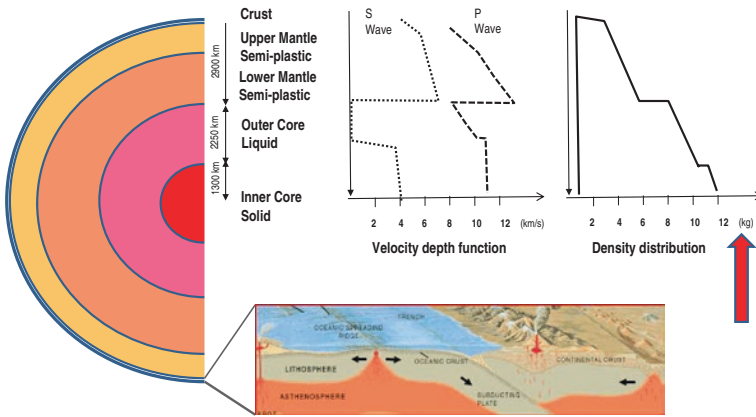 Crust
Upper Mantle
Semi-plastic
Lower Mantle
Semi-plastic
Outer Core
Liquid
Inner Core
Solid
2900 km
2250 km
1300 km
S
Wave
P
Wave
2 4 6 8 10 12 (km/s)
Velocity depth function
2 4 6 8 10 12 (kg)
Density distribution
TRENCH
OCEANIC SPREADING
RIDGE
OCEANIC CRUST
CONTINENTAL CRUST
LITHOSPHERE
SUBDUCTING
PLATE
ASTHENOSPHERE